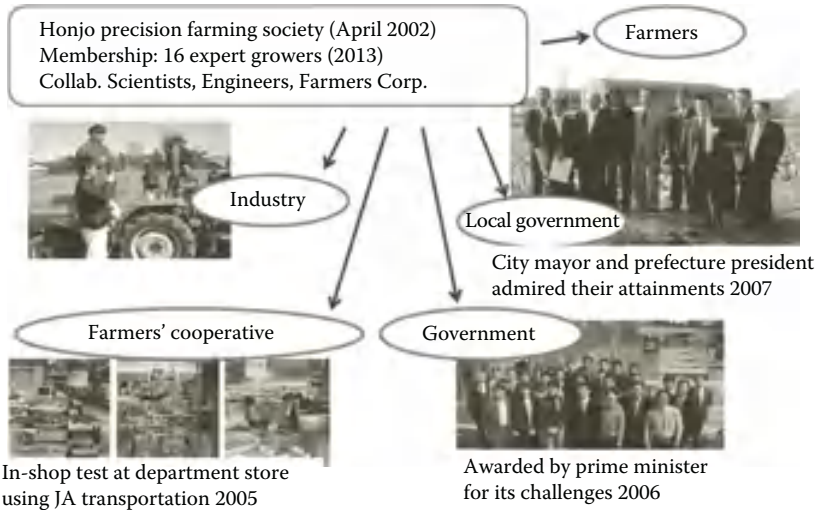 Honjo precision farming society (April 2002)
Membership: 16 expert growers (2013)
Collab. Scientists, Engineers, Farmers Corp.
Farmers
Industry
Local government
City mayor and prefecture president
admired their attainments 2007
Farmers’ cooperative
Government
In-shop test at department store
using JA transportation 2005
Awarded by prime minister
for its challenges 2006